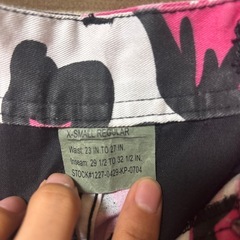 X-SMALL REGULAR
Waist: 23 IN TO 27 IN.
Inseam: 29 1/2 TO 32 1/2 IN.
STOCK#1227-0429-KP-0704